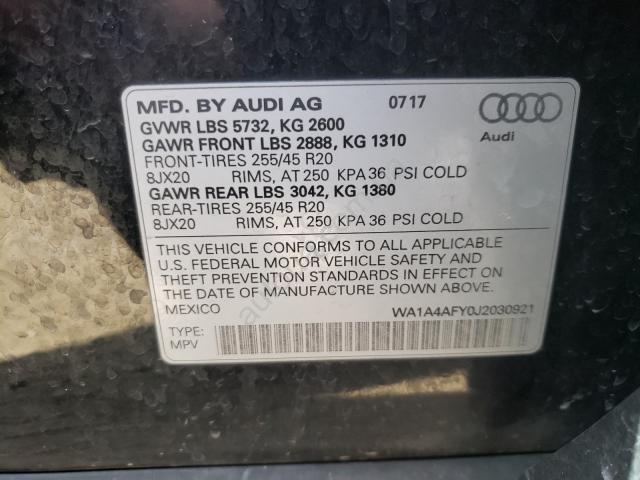 MFD. BY AUDI AG 0717
GVWR LBS 5732, KG 2600
GAWR FRONT LBS 2888, KG 1310
FRONT-TIRES 255/45 R20
8JX20 RIMS, AT 250 KPA 36 PSI COLD
GAWR REAR LBS 3042, KG 1380
REAR-TIRES 255/45 R20
8JX20 RIMS, AT 250 KPA 36 PSI COLD
Audi
THIS VEHICLE CONFORMS TO ALL APPLICABLE
U.S. FEDERAL MOTOR VEHICLE SAFETY AND
THEFT PREVENTION STANDARDS IN EFFECT ON
THE DATE OF MANUFACTURE SHOWN ABOVE.
MEXICO WA1A4AFY0J2030921
TYPE:
MPV